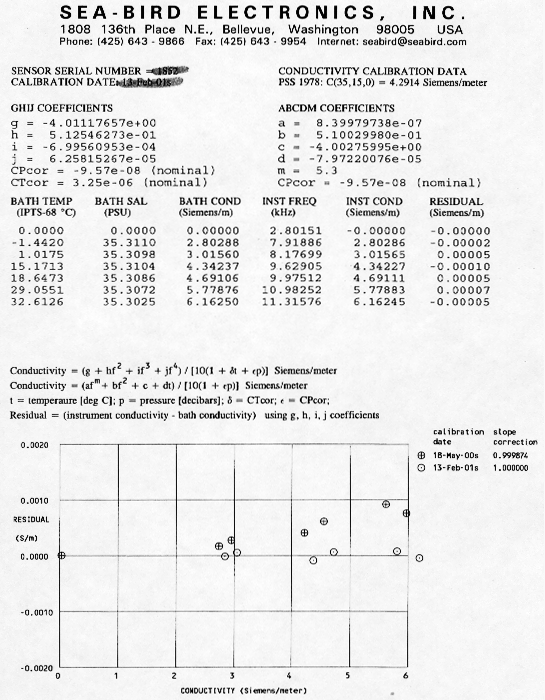 SEA-BIRD ELECTRONICS, INC.
1808 136th Place N.E., Bellevue, Washington 98005 USA
Phone: (425) 643 - 9866 Fax: (425) 643 - 9954 Internet: seabird@seabird.com
SENSOR SERIAL NUMBER = 1852
CALIBRATION DATE: 13-Feb-01s
CONDUCTIVITY CALIBRATION DATA
PSS 1978: C(35,15,0) = 4.2914 Siemens/meter
GHIJ COEFFICIENTS
g = -4.01117657e+00
h = 5.12546273e-01
i = -6.99560953e-04
j = 6.25815267e-05
CPcor = -9.57e-08 (nominal)
CTcor = 3.25e-06 (nominal)
ABCDM COEFFICIENTS
a = 8.39979738e-07
b = 5.10029980e-01
c = -4.00275995e+00
d = -7.97220076e-05
m = 5.3
CPcor = -9.57e-08 (nominal)
BATH TEMP BATH SAL BATH COND INST FREQ INST COND RESIDUAL
(IPTS-68 °C) (PSU) (Siemens/m) (kHz) (Siemens/m) (Siemens/m)
0.0000 0.0000 0.00000 2.80151 -0.00000 -0.00000
-1.4420 35.3110 2.80288 7.91886 2.80286 -0.00002
1.0175 35.3098 3.01560 8.17699 3.01565 0.00005
15.1713 35.3104 4.34237 9.62905 4.34227 -0.00010
18.6473 35.3086 4.69106 9.97512 4.69111 0.00005
29.0551 35.3072 5.77876 10.98252 5.77883 0.00007
32.6126 35.3025 6.16250 11.31576 6.16245 -0.00005
Conductivity = (g + hf² + if³ + jf⁴) / [10(1 + δt + εp)] Siemens/meter
Conductivity = (afᵐ + bf² + c + dt) / [10(1 + εp)] Siemens/meter
t = temperaure [deg C]; p = pressure [decibars]; δ = CTcor; ε = CPcor;
Residual = (instrument conductivity - bath conductivity) using g, h, i, j coefficients
calibration slope
date correction
⊕ 18-May-00s 0.999874
⊙ 13-Feb-01s 1.000000
0.0020
0.0010
RESIDUAL
(S/m)
0.0000
-0.0010
-0.0020
0 1 2 3 4 5 6
CONDUCTIVITY (Siemens/meter)